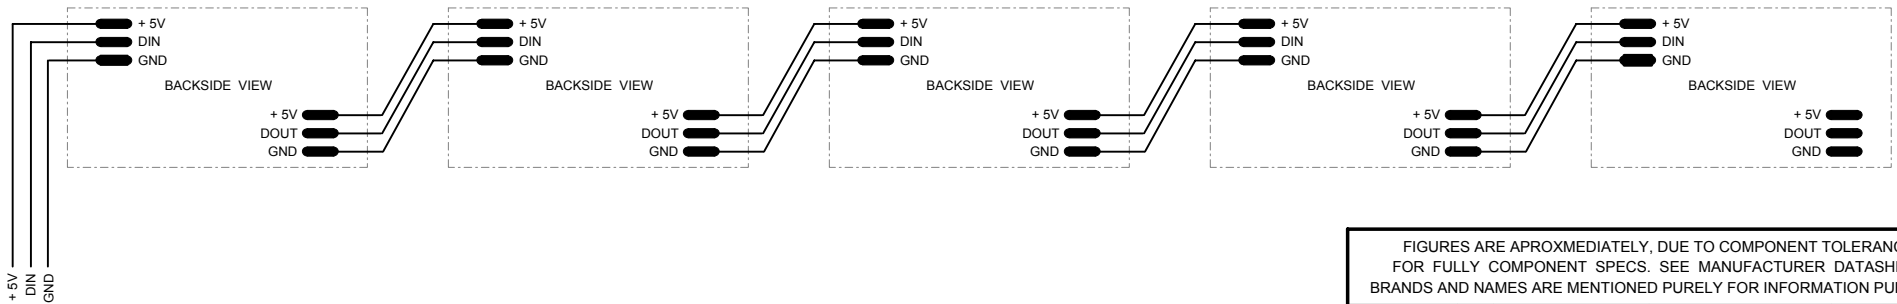 + 5V
DIN
GND
BACKSIDE VIEW
+ 5V
DOUT
GND
+ 5V
DIN
GND
BACKSIDE VIEW
+ 5V
DOUT
GND
+ 5V
DIN
GND
BACKSIDE VIEW
+ 5V
DOUT
GND
+ 5V
DIN
GND
BACKSIDE VIEW
+ 5V
DOUT
GND
+ 5V
DIN
GND
BACKSIDE VIEW
+ 5V
DOUT
GND
+ 5V
DIN
GND
FIGURES ARE APROXMEDIATELY, DUE TO COMPONENT
FOR FULLY COMPONENT SPECS. SEE MANUFACTURER
BRANDS AND NAMES ARE MENTIONED PURELY FOR INFORMATION